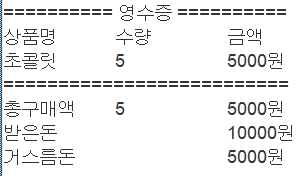 ========== 영수증 ==========
상품명 수량 금액
초콜릿 5 5000원
==========================
총구매액 5 5000원
받은돈 10000원
거스름돈 5000원